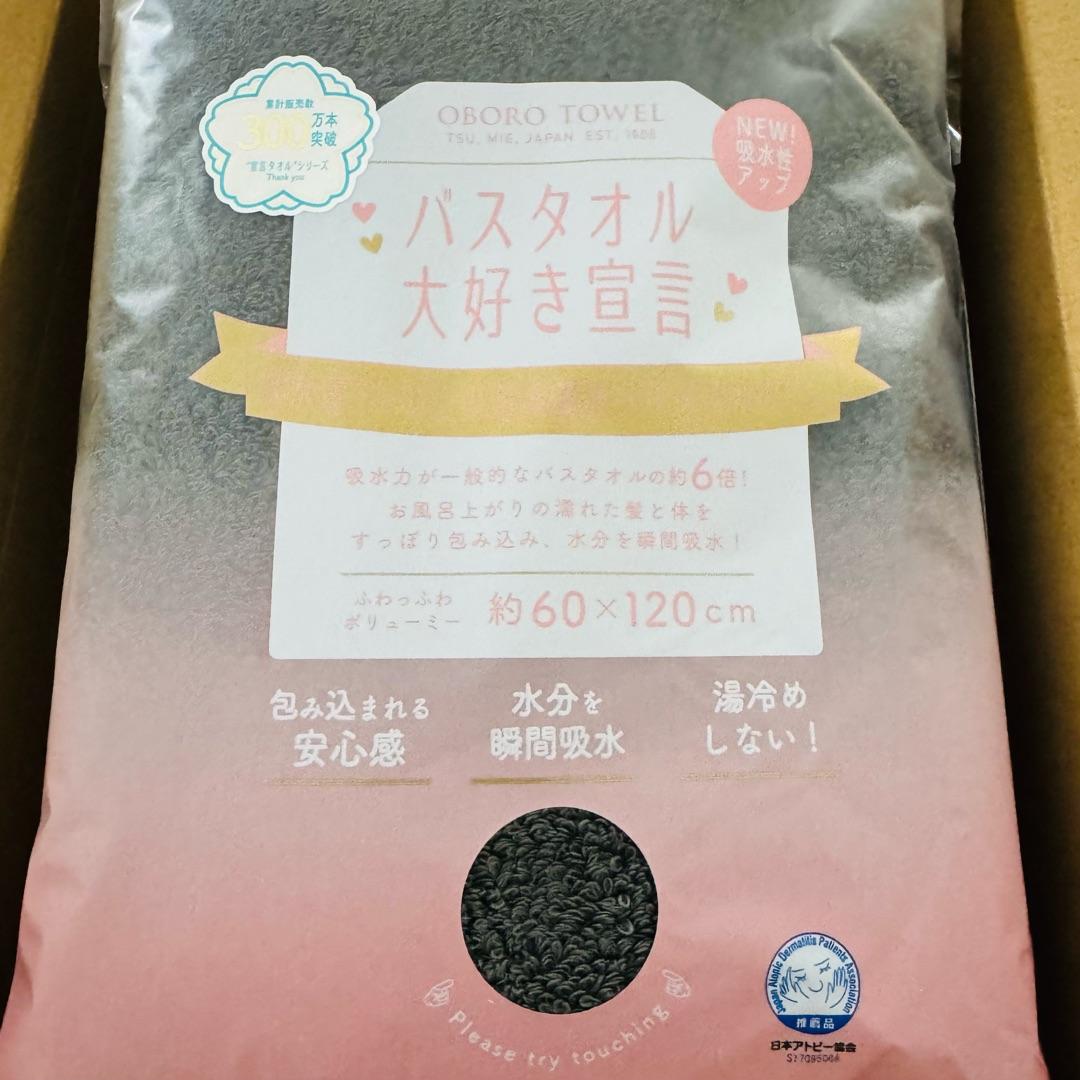 累計販売数
300万本
突破
"宣言タオル"シリーズ
Thank you
OBORO TOWEL
TSU, MIE, JAPAN EST. 1908
NEW!
吸水性
アップ
バスタオル
大好き宣言
吸水力が一般的なバスタオルの約6倍!
お風呂上がりの濡れた髪と体を
すっぽり包み込み、水分を瞬間吸水!
ふわっふわ
ボリューミー
約60×120cm
包み込まれる
安心感
水分を
瞬間吸水
湯冷め
しない!
Please try touching
Japan Atopic Dermatitis Patients Association
推薦品
日本アトピー協会